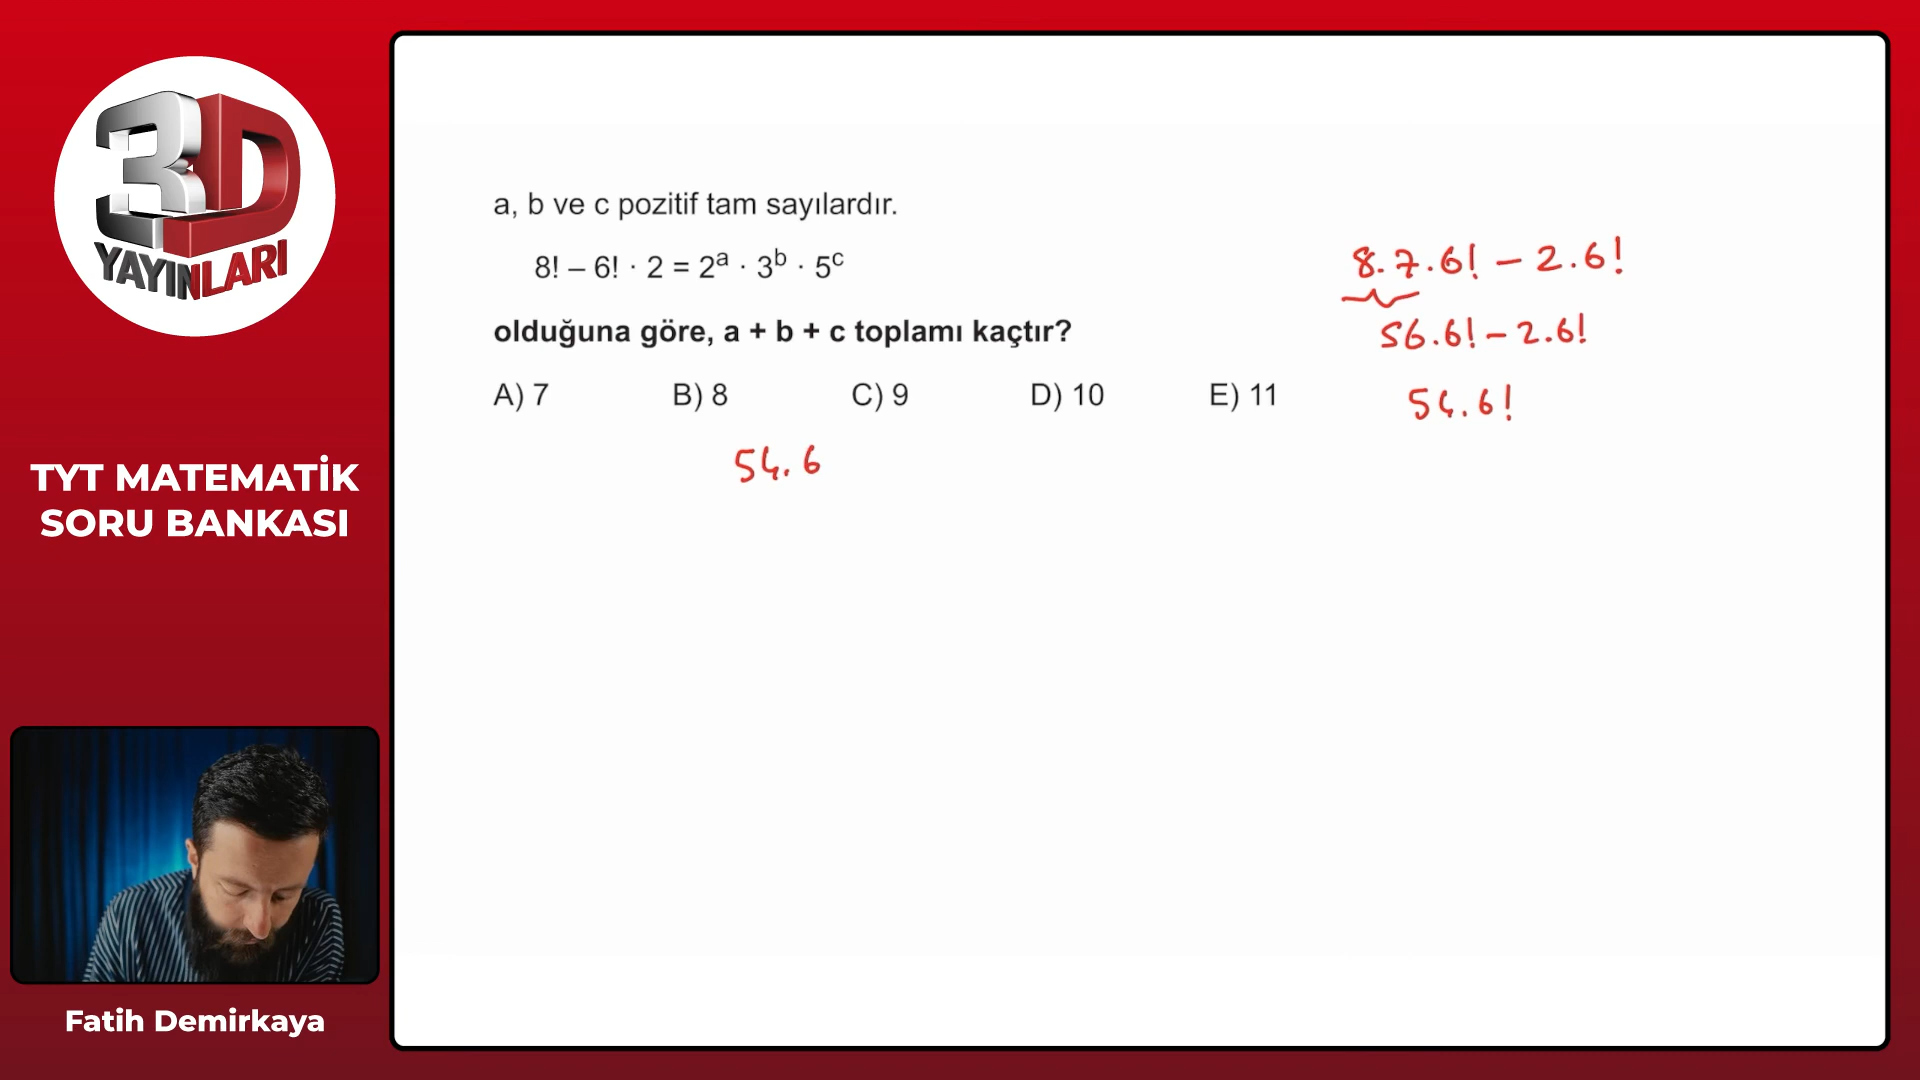 3D
YAYINLARI
TYT MATEMATİK
SORU BANKASI
Fatih Demirkaya
a, b ve c pozitif tam sayılardır.
8! – 6! · 2 = 2ᵃ · 3ᵇ · 5ᶜ
olduğuna göre, a + b + c toplamı kaçtır?
A) 7 B) 8 C) 9 D) 10 E) 11
54.6
8.7.6! – 2.6!
56.6! – 2.6!
54.6!